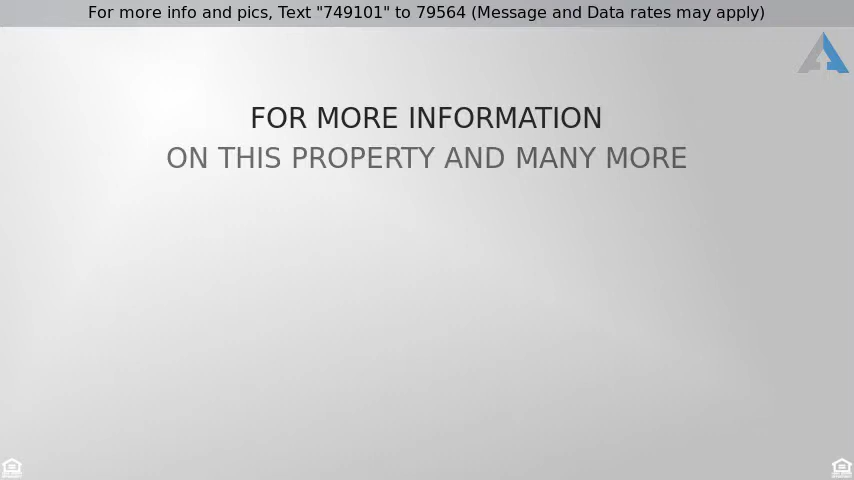 For more info and pics, Text "749101" to 79564 (Message and Data rates may apply)
FOR MORE INFORMATION
ON THIS PROPERTY AND MANY MORE